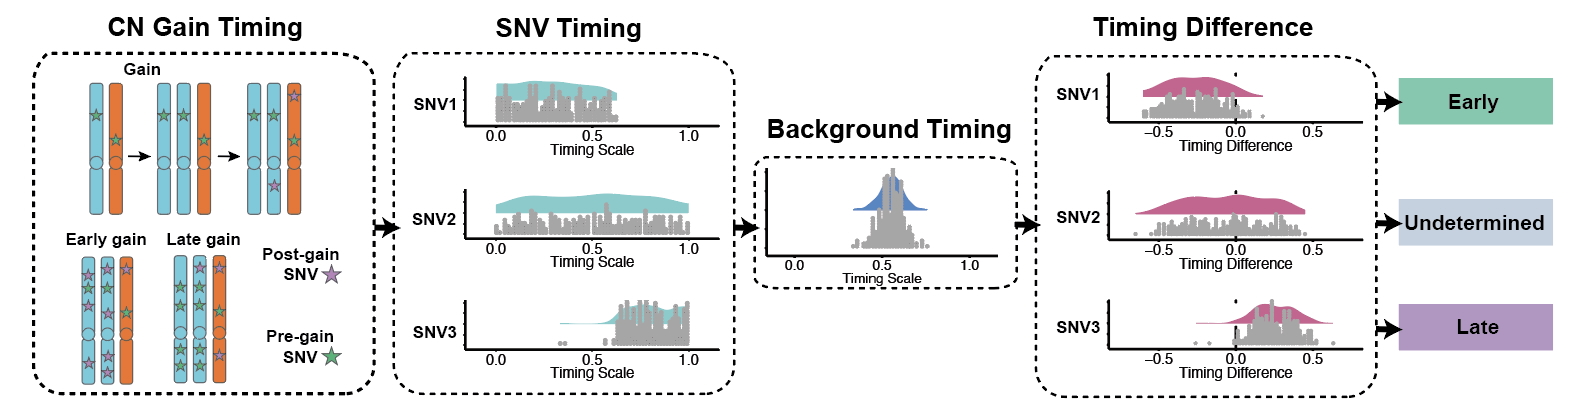 CN Gain Timing
Gain
Early gain
Late gain
Post-gain
SNV
Pre-gain
SNV
SNV Timing
SNV1
0.0 0.5 1.0
Timing Scale
SNV2
0.0 0.5 1.0
Timing Scale
SNV3
0.0 0.5 1.0
Timing Scale
Background Timing
0.0 0.5 1.0
Timing Scale
Timing Difference
SNV1
−0.5 0.0 0.5
Timing Difference
SNV2
−0.5 0.0 0.5
Timing Difference
SNV3
−0.5 0.0 0.5
Timing Difference
Early
Undetermined
Late